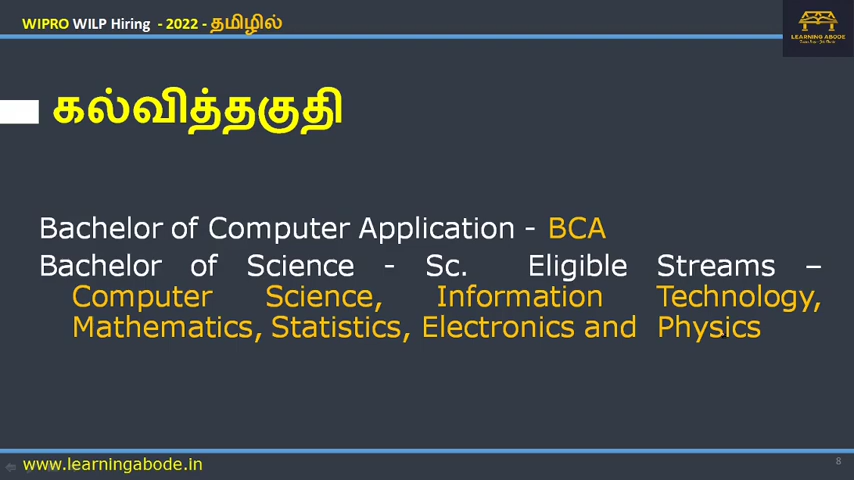 WIPRO WILP Hiring - 2022 - தமிழில்
LEARNING ABODE
கல்வித்தகுதி
Bachelor of Computer Application - BCA
Bachelor of Science - Sc. Eligible Streams –
Computer Science, Information Technology,
Mathematics, Statistics, Electronics and Physics
www.learningabode.in
8